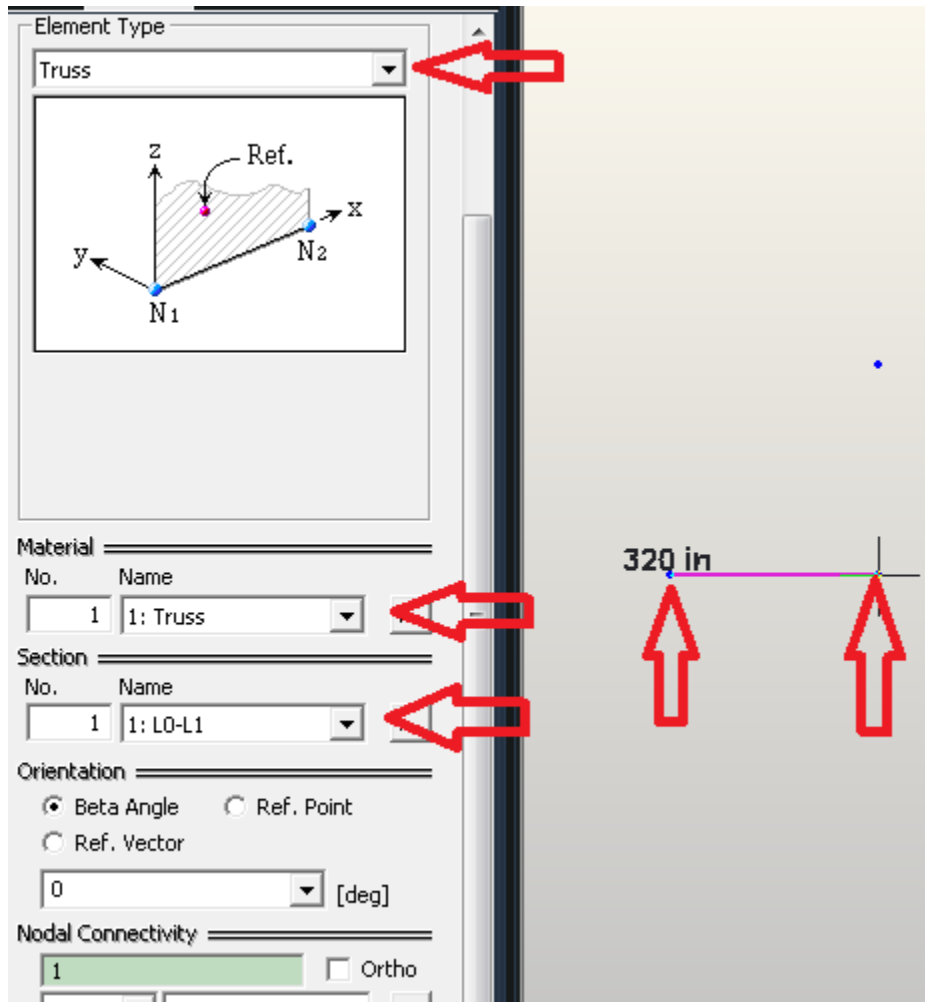 Element Type
Truss
z
Ref.
x
y
N2
N1
Material
No. Name
1 1: Truss
320 in
Section
No. Name
1 1: L0-L1
Orientation
Beta Angle Ref. Point
Ref. Vector
0 [deg]
Nodal Connectivity
1 Ortho